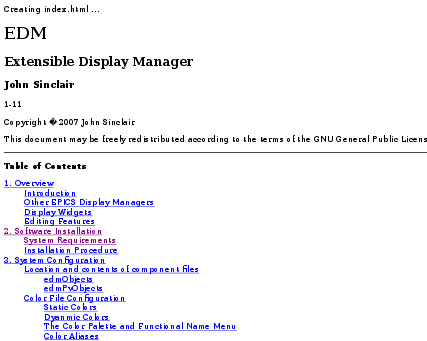 Creating index.html ...
EDM
Extensible Display Manager
John Sinclair
1-11
Copyright �2007 John Sinclair
This document may be freely redistributed according to the terms of the GNU General Public Licens
Table of Contents
1. Overview
Introduction
Other EPICS Display Managers
Display Widgets
Editing Features
2. Software Installation
System Requirements
Installation Procedure
3. System Configuration
Location and contents of component files
edmObjects
edmPvObjects
Color File Configuration
Static Colors
Dyanmic Colors
The Color Palette and Functional Name Menu
Color Aliases